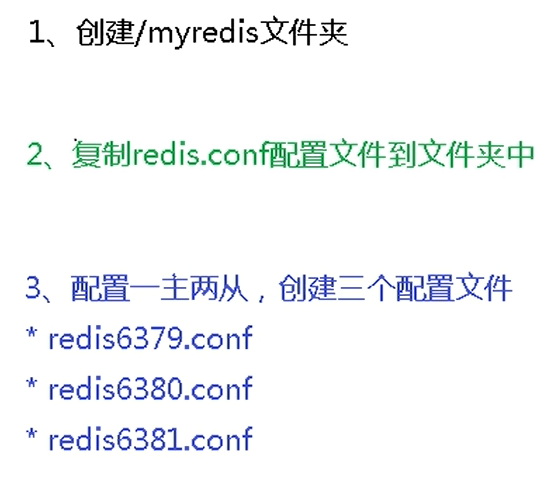 1、创建/myredis文件夹
2、复制redis.conf配置文件到文件夹中
3、配置一主两从，创建三个配置文件
* redis6379.conf
* redis6380.conf
* redis6381.conf